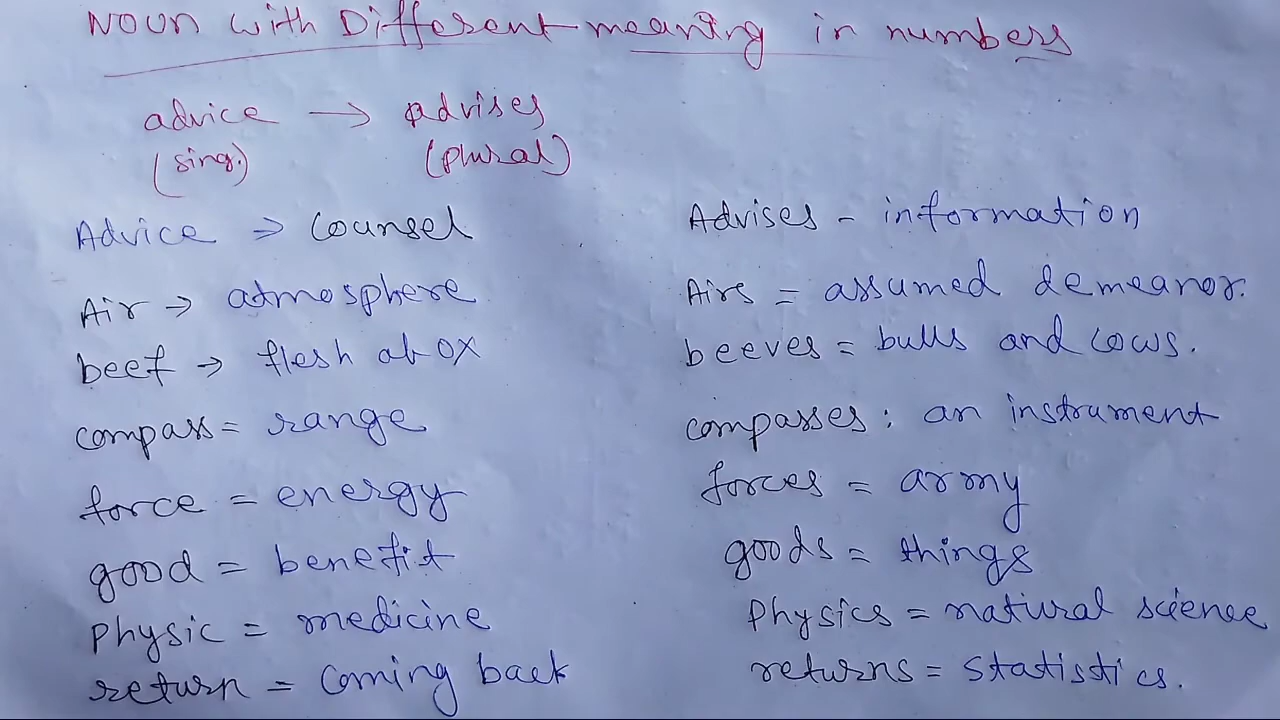 Noun with Different meaning in numbers
advice → advises
(sing.) (plural)
Advice → Counsel Advises - information
Air → atmosphere Airs = assumed demeanor.
beef → flesh of ox beeves = bulls and cows.
compass = range compasses: an instrument
force = energy forces = army
good = benefit goods = things
Physic = medicine Physics = natural science
return = Coming back returns = Statisstics.